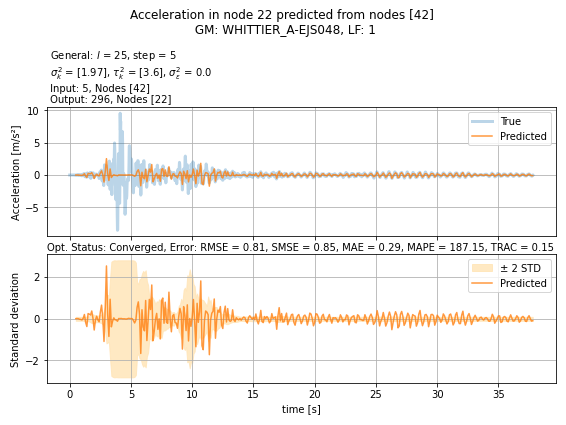 Acceleration in node 22 predicted from nodes [42]
GM: WHITTIER_A-EJS048, LF: 1
General: l = 25, step = 5
σ²ₖ = [1.97], τ²ₖ = [3.6], σ²ε = 0.0
Input: 5, Nodes [42]
Output: 296, Nodes [22]
10
5
0
−5
Acceleration [m/s²]
True
Predicted
Opt. Status: Converged, Error: RMSE = 0.81, SMSE = 0.85, MAE = 0.29, MAPE = 187.15, TRAC = 0.15
2
0
−2
Standard deviation
± 2 STD
Predicted
0 5 10 15 20 25 30 35
time [s]